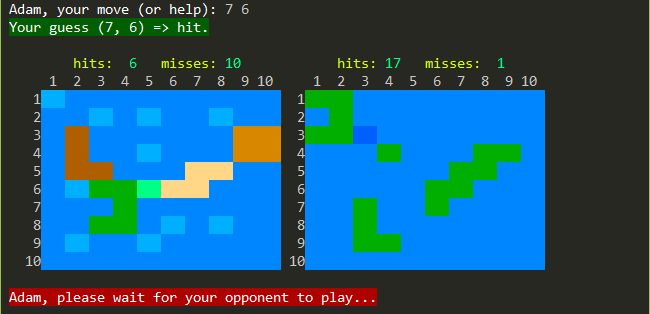 Adam, your move (or help): 7 6
Your guess (7, 6) => hit.
hits: 6 misses: 10 hits: 17 misses: 1
1 2 3 4 5 6 7 8 9 10 1 2 3 4 5 6 7 8 9 10
1 1
2 2
3 3
4 4
5 5
6 6
7 7
8 8
9 9
10 10
Adam, please wait for your opponent to play...